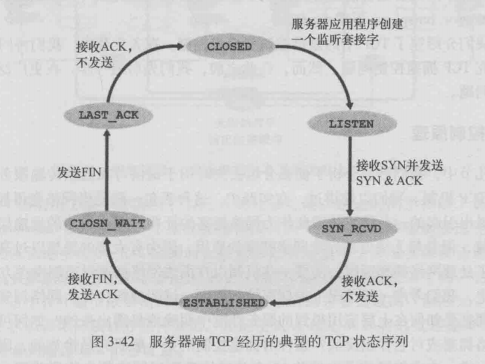 服务器应用程序创建
一个监听套接字
接收ACK,
不发送
CLOSED
LAST_ACK
LISTEN
发送FIN
接收SYN并发送
SYN & ACK
CLOSN_WAIT
SYN_RCVD
接收FIN,
发送ACK
接收ACK,
不发送
ESTABLISHED
图 3-42 服务器端 TCP 经历的典型的 TCP 状态序列